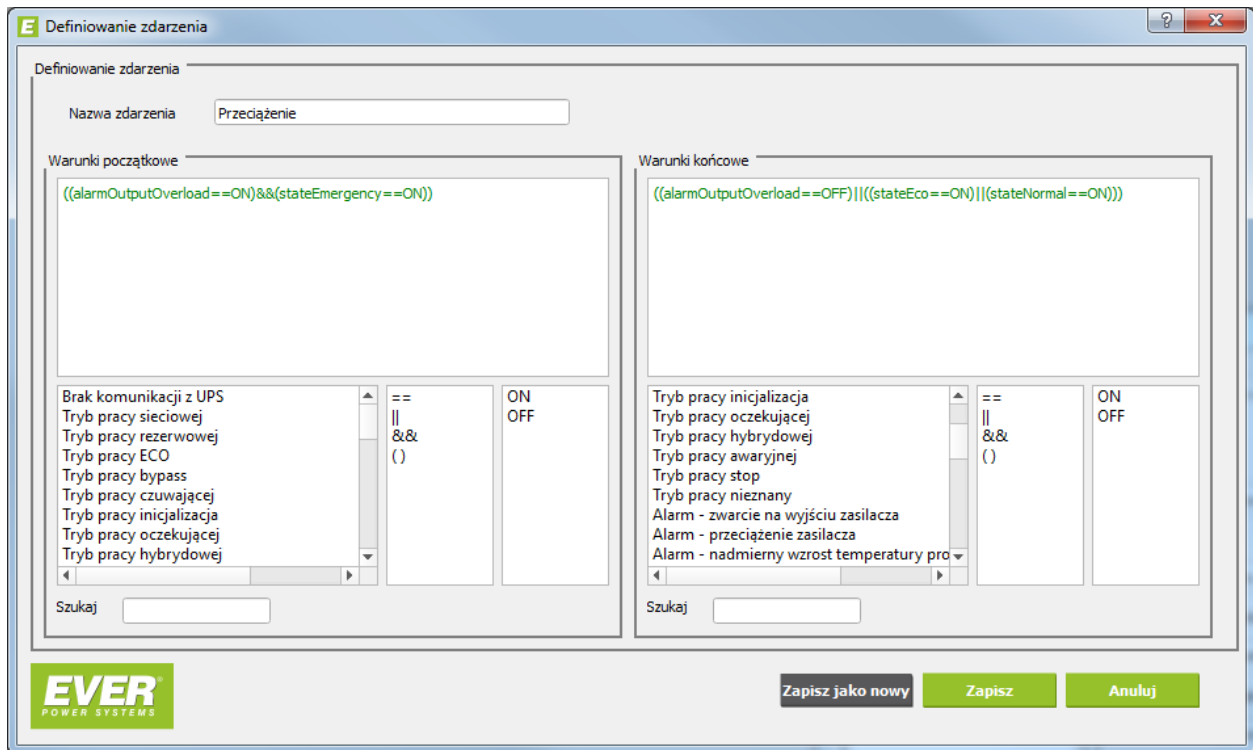 E Definiowanie zdarzenia ? X
Definiowanie zdarzenia
Nazwa zdarzenia Przeciążenie
Warunki początkowe
((alarmOutputOverload==ON)&&(stateEmergency==ON))
Brak komunikacji z UPS
Tryb pracy sieciowej
Tryb pracy rezerwowej
Tryb pracy ECO
Tryb pracy bypass
Tryb pracy czuwającej
Tryb pracy inicjalizacja
Tryb pracy oczekującej
Tryb pracy hybrydowej
==
||
&&
( )
ON
OFF
Szukaj
Warunki końcowe
((alarmOutputOverload==OFF)||((stateEco==ON)||(stateNormal==ON)))
Tryb pracy inicjalizacja
Tryb pracy oczekującej
Tryb pracy hybrydowej
Tryb pracy awaryjnej
Tryb pracy stop
Tryb pracy nieznany
Alarm - zwarcie na wyjściu zasilacza
Alarm - przeciążenie zasilacza
Alarm - nadmierny wzrost temperatury pro
==
||
&&
( )
ON
OFF
Szukaj
EVER®
POWER SYSTEMS
Zapisz jako nowy Zapisz Anuluj